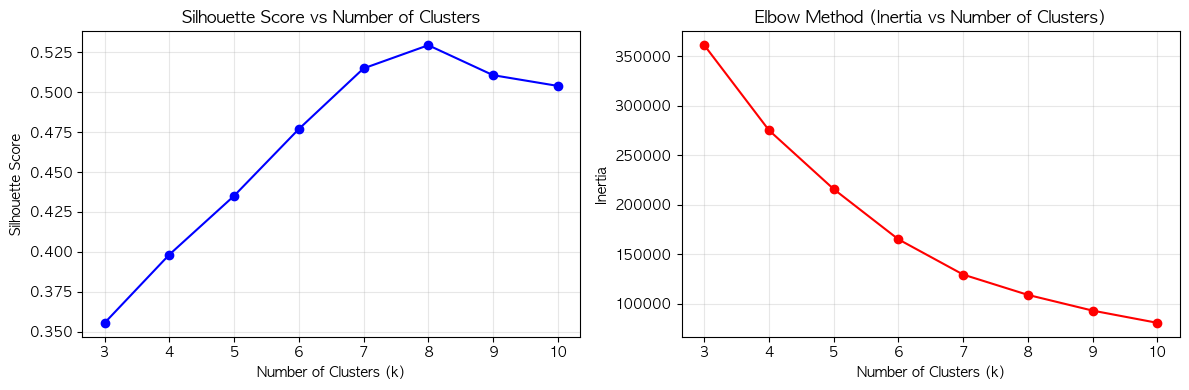 Silhouette Score vs Number of Clusters
Silhouette Score
0.525
0.500
0.475
0.450
0.425
0.400
0.375
0.350
3 4 5 6 7 8 9 10
Number of Clusters (k)
Elbow Method (Inertia vs Number of Clusters)
Inertia
350000
300000
250000
200000
150000
100000
3 4 5 6 7 8 9 10
Number of Clusters (k)